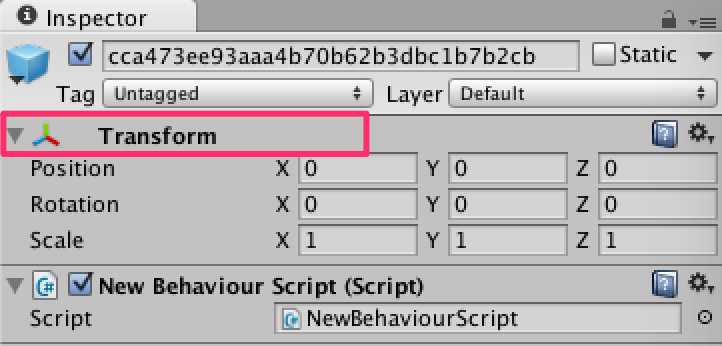 Inspector
cca473ee93aaa4b70b62b3dbc1b7b2cb Static
Tag Untagged Layer Default
Transform
Position X 0 Y 0 Z 0
Rotation X 0 Y 0 Z 0
Scale X 1 Y 1 Z 1
New Behaviour Script (Script)
Script NewBehaviourScript